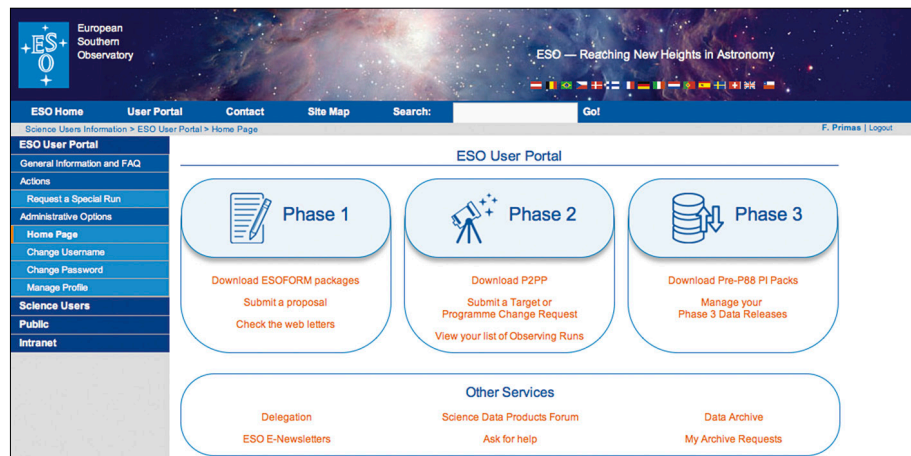 ES
O
European
Southern
Observatory
ESO — Reaching New Heights in Astronomy
ESO Home User Portal Contact Site Map Search: Go!
Science Users Information > ESO User Portal > Home Page F. Primas | Logout
ESO User Portal
General Information and FAQ
Actions
Request a Special Run
Administrative Options
Home Page
Change Username
Change Password
Manage Profile
Science Users
Public
Intranet
ESO User Portal
Phase 1
Download ESOFORM packages
Submit a proposal
Check the web letters
Phase 2
Download P2PP
Submit a Target or
Programme Change Request
View your list of Observing Runs
Phase 3
Download Pre-P88 PI Packs
Manage your
Phase 3 Data Releases
Other Services
Delegation Science Data Products Forum Data Archive
ESO E-Newsletters Ask for help My Archive Requests